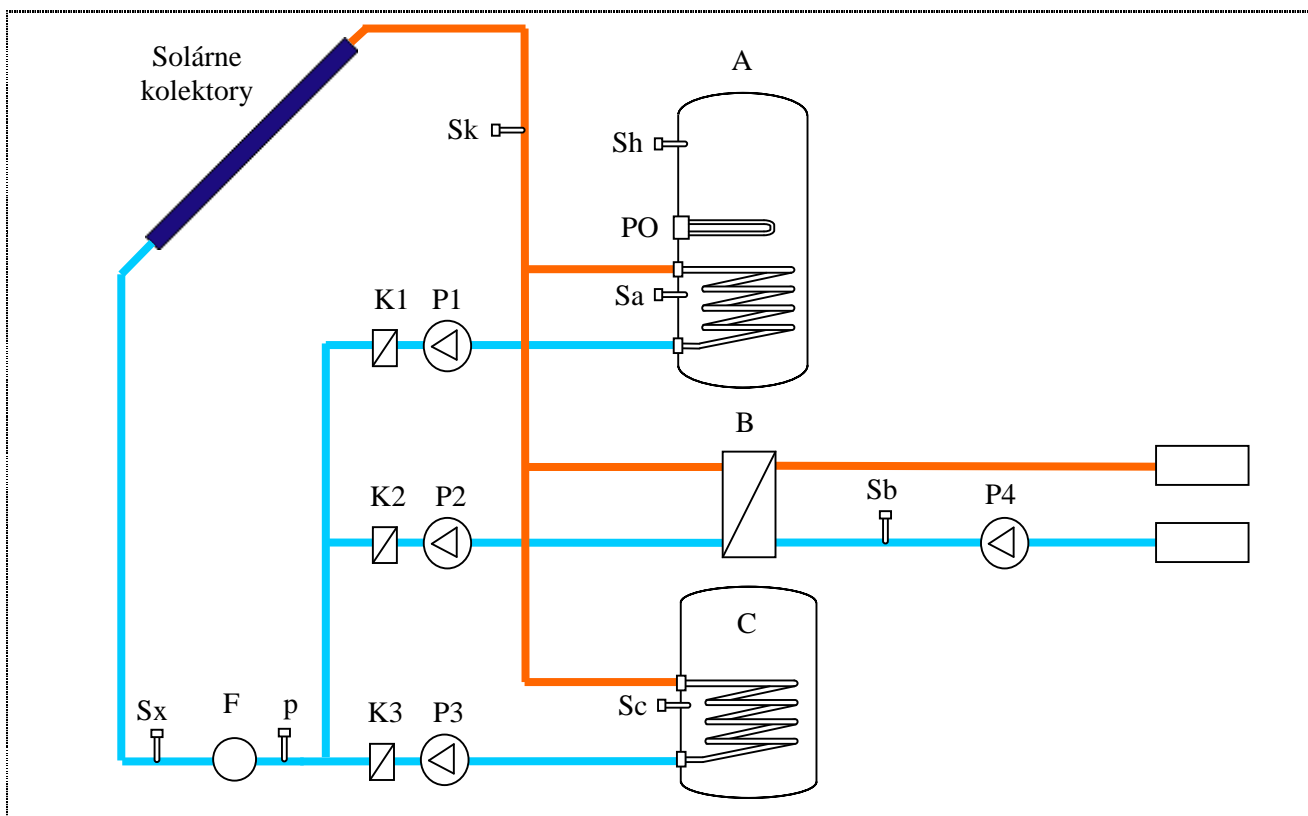 Solárne
kolektory
A
Sk
Sh
PO
Sa
K1 P1
B
K2 P2
Sb
P4
C
Sc
Sx
F
p
K3 P3